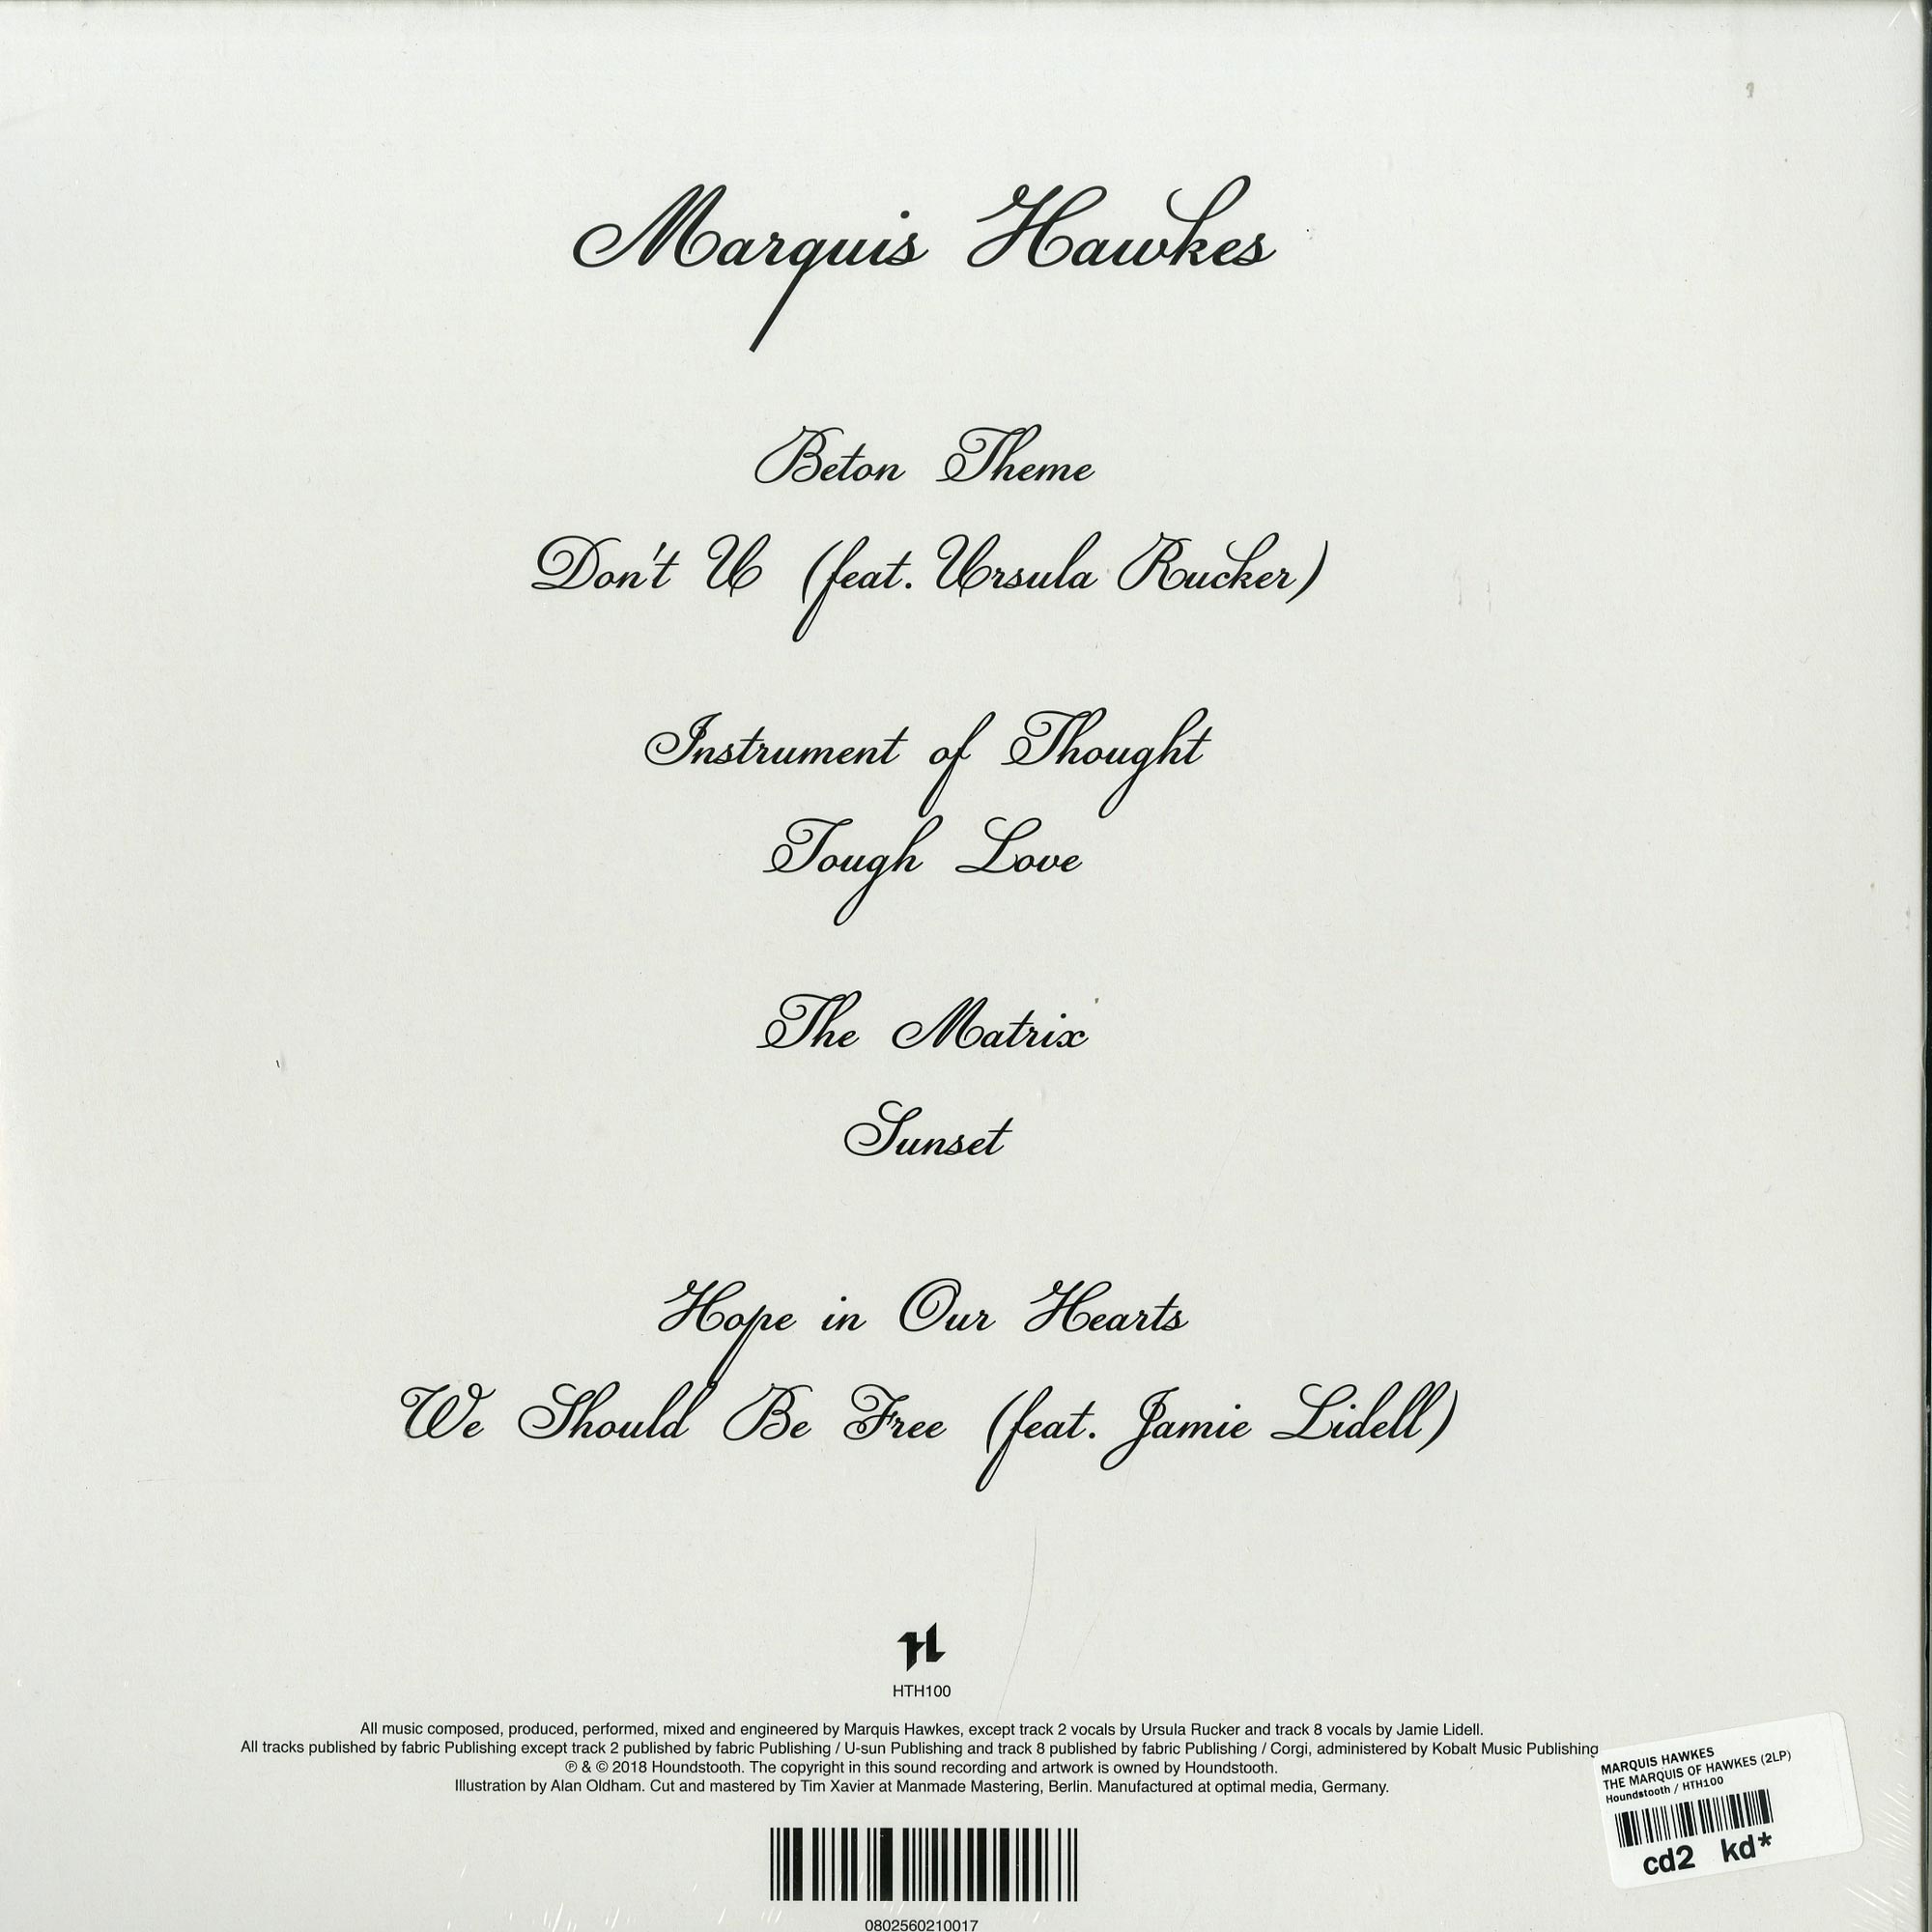 Marquis Hawkes
Beton Theme
Don't U (feat. Ursula Rucker)
Instrument of Thought
Tough Love
The Matrix
Sunset
Hope in Our Hearts
We Should Be Free (feat. Jamie Lidell)
HTH100
All music composed, produced, performed, mixed and engineered by Marquis Hawkes, except track 2 vocals by Ursula Rucker and track 8 vocals by Jamie Lidell.
All tracks published by fabric Publishing except track 2 published by fabric Publishing / U-sun Publishing and track 8 published by fabric Publishing / Corgi, administered by Kobalt Music Publishing
℗ & © 2018 Houndstooth. The copyright in this sound recording and artwork is owned by Houndstooth.
Illustration by Alan Oldham. Cut and mastered by Tim Xavier at Manmade Mastering, Berlin. Manufactured at optimal media, Germany.
0802560210017
MARQUIS HAWKES
THE MARQUIS OF HAWKES (2LP)
Houndstooth / HTH100
cd2 kd*